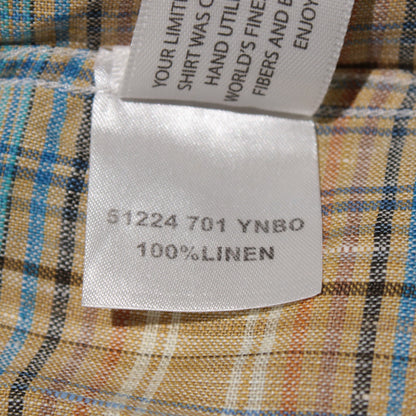 YOUR LIMIT
SHIRT WAS C
HAND UTILI
WORLD'S FINE
FIBERS AND B
ENJOY
51224 701 YNBO
100%LINEN